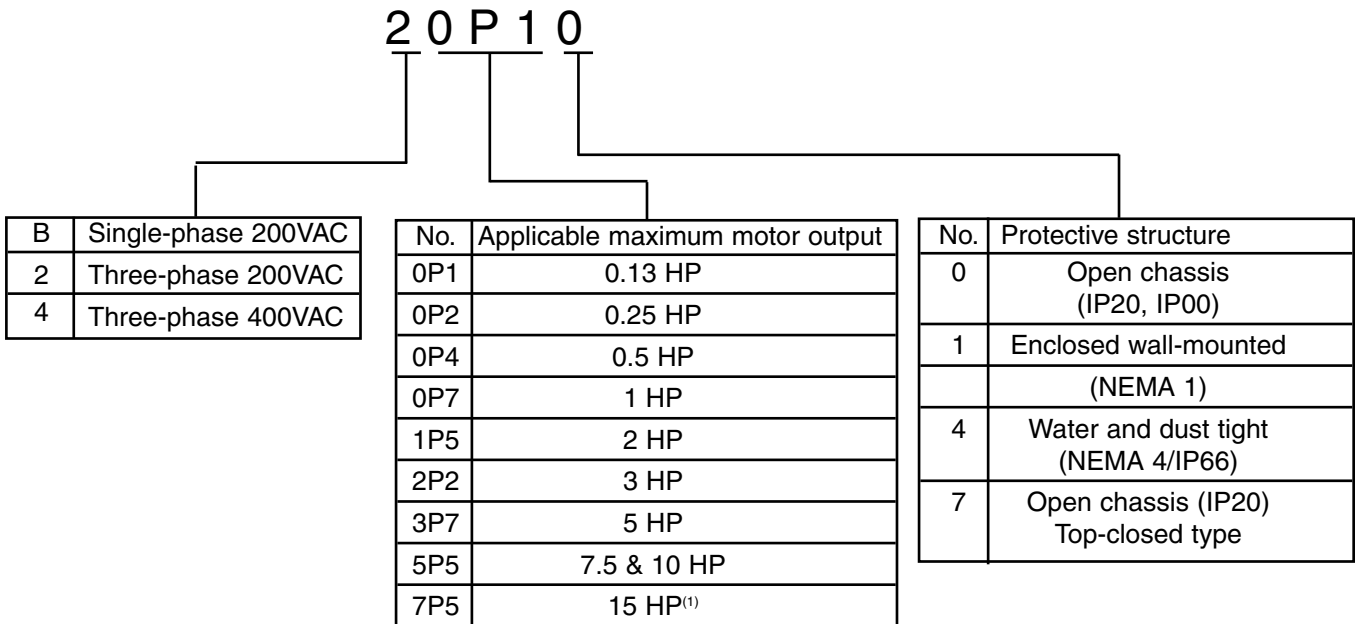 2 0 P 1 0
B Single-phase 200VAC
2 Three-phase 200VAC
4 Three-phase 400VAC
No. Applicable maximum motor output
0P1 0.13 HP
0P2 0.25 HP
0P4 0.5 HP
0P7 1 HP
1P5 2 HP
2P2 3 HP
3P7 5 HP
5P5 7.5 & 10 HP
7P5 15 HP(1)
No. Protective structure
0 Open chassis
(IP20, IP00)
1 Enclosed wall-mounted
(NEMA 1)
4 Water and dust tight
(NEMA 4/IP66)
7 Open chassis (IP20)
Top-closed type